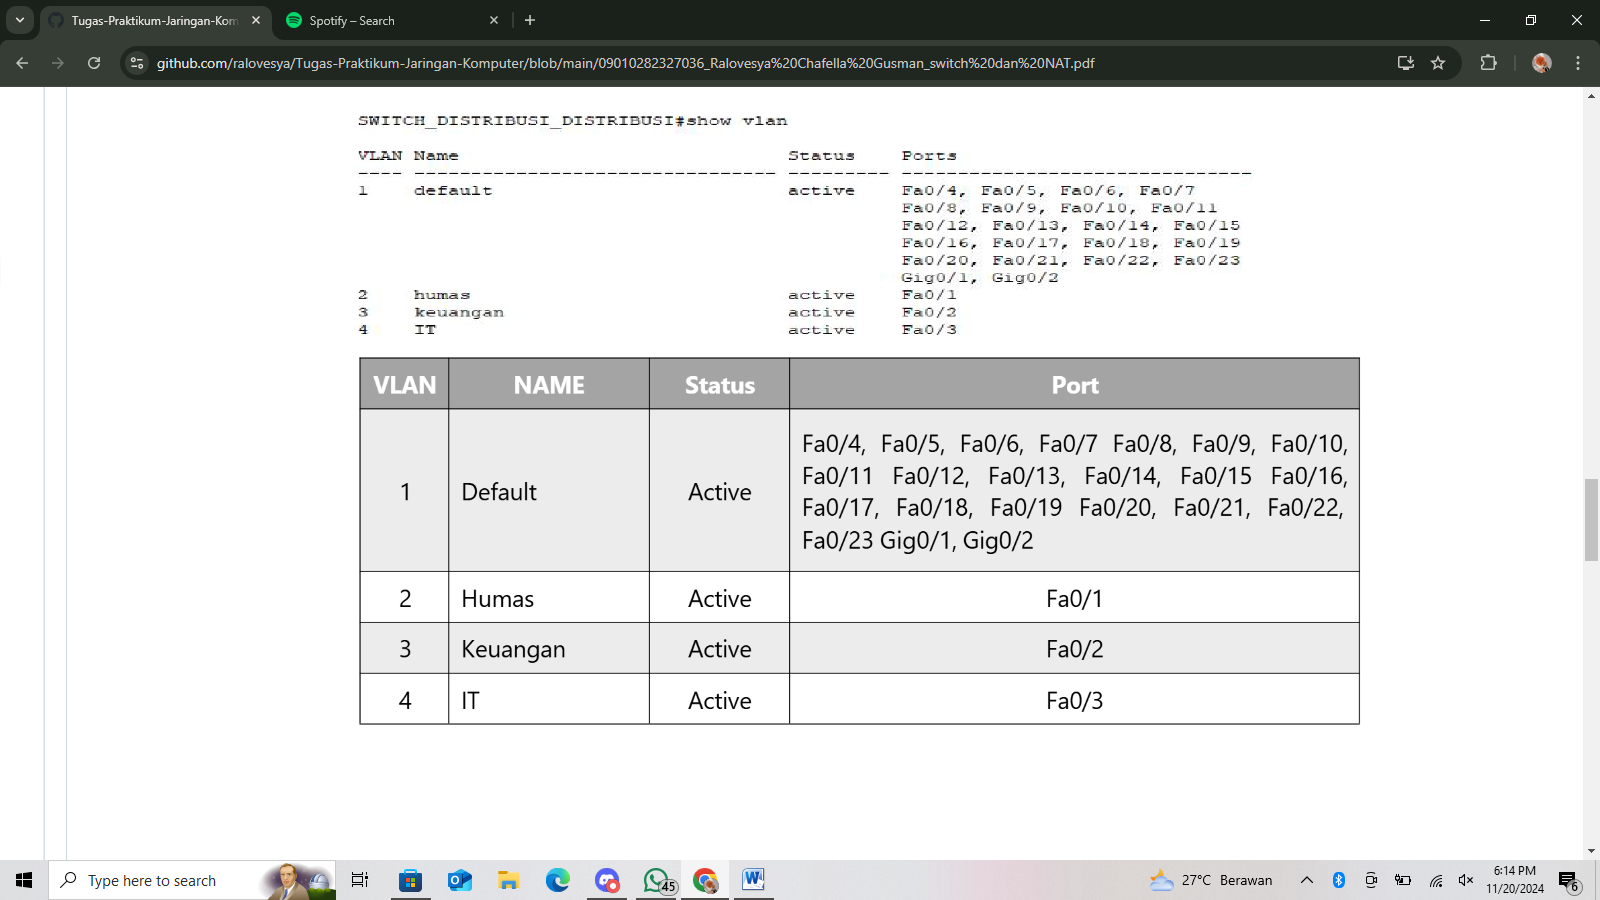 Tugas-Praktikum-Jaringan-Kom
Spotify – Search
github.com/ralovesya/Tugas-Praktikum-Jaringan-Komputer/blob/main/09010282327036_Ralovesya%20Chafella%20Gusman_switch%20dan%20NAT.pdf
SWITCH_DISTRIBUSI_DISTRIBUSI#show vlan
VLAN Name Status Ports
---- -------------------------------- --------- -------------------------------
1 default active Fa0/4, Fa0/5, Fa0/6, Fa0/7
Fa0/8, Fa0/9, Fa0/10, Fa0/11
Fa0/12, Fa0/13, Fa0/14, Fa0/15
Fa0/16, Fa0/17, Fa0/18, Fa0/19
Fa0/20, Fa0/21, Fa0/22, Fa0/23
Gig0/1, Gig0/2
2 humas active Fa0/1
3 keuangan active Fa0/2
4 IT active Fa0/3
VLAN NAME Status Port
Fa0/4, Fa0/5, Fa0/6, Fa0/7 Fa0/8, Fa0/9, Fa0/10,
Fa0/11 Fa0/12, Fa0/13, Fa0/14, Fa0/15 Fa0/16,
1 Default Active
Fa0/17, Fa0/18, Fa0/19 Fa0/20, Fa0/21, Fa0/22,
Fa0/23 Gig0/1, Gig0/2
2 Humas Active Fa0/1
3 Keuangan Active Fa0/2
4 IT Active Fa0/3
Type here to search
45
27°C Berawan
6:14 PM
11/20/2024
6